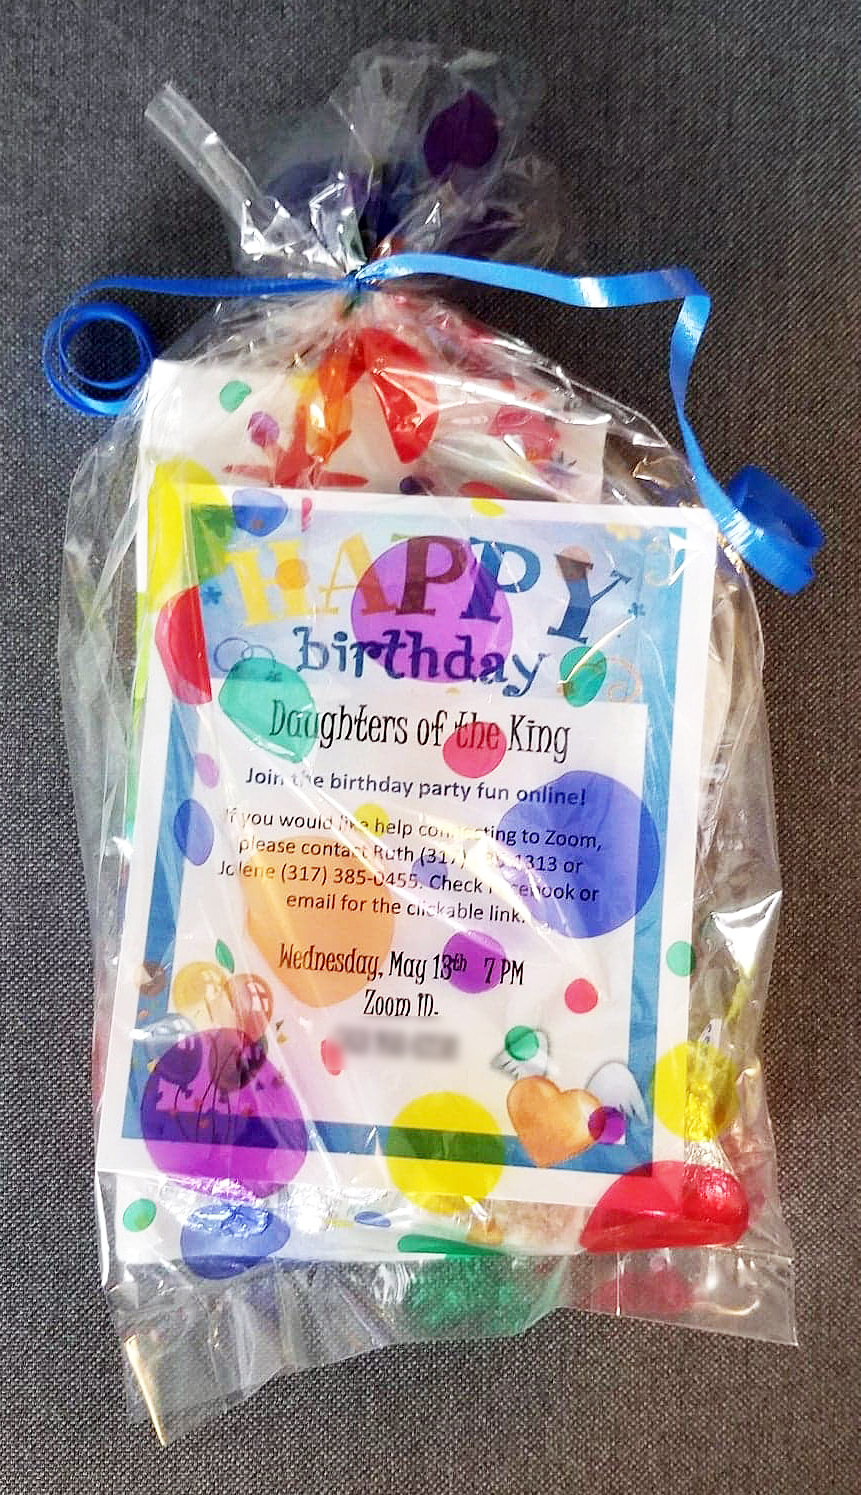 HAPPY
birthday
Daughters of the King
Join the birthday party fun online!
If you would like help connecting to Zoom,
please contact Ruth (317) 1313 or
Jolene (317) 385-0455. Check Facebook or
email for the clickable link.
Wednesday, May 13th 7 PM
Zoom ID-